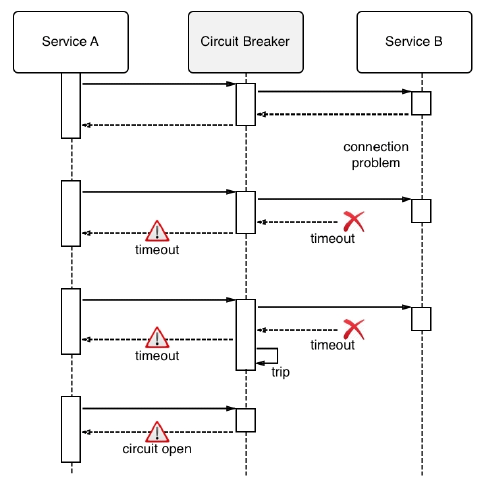 Service A
Circuit Breaker
Service B
connection
problem
timeout
timeout
timeout
timeout
trip
circuit open